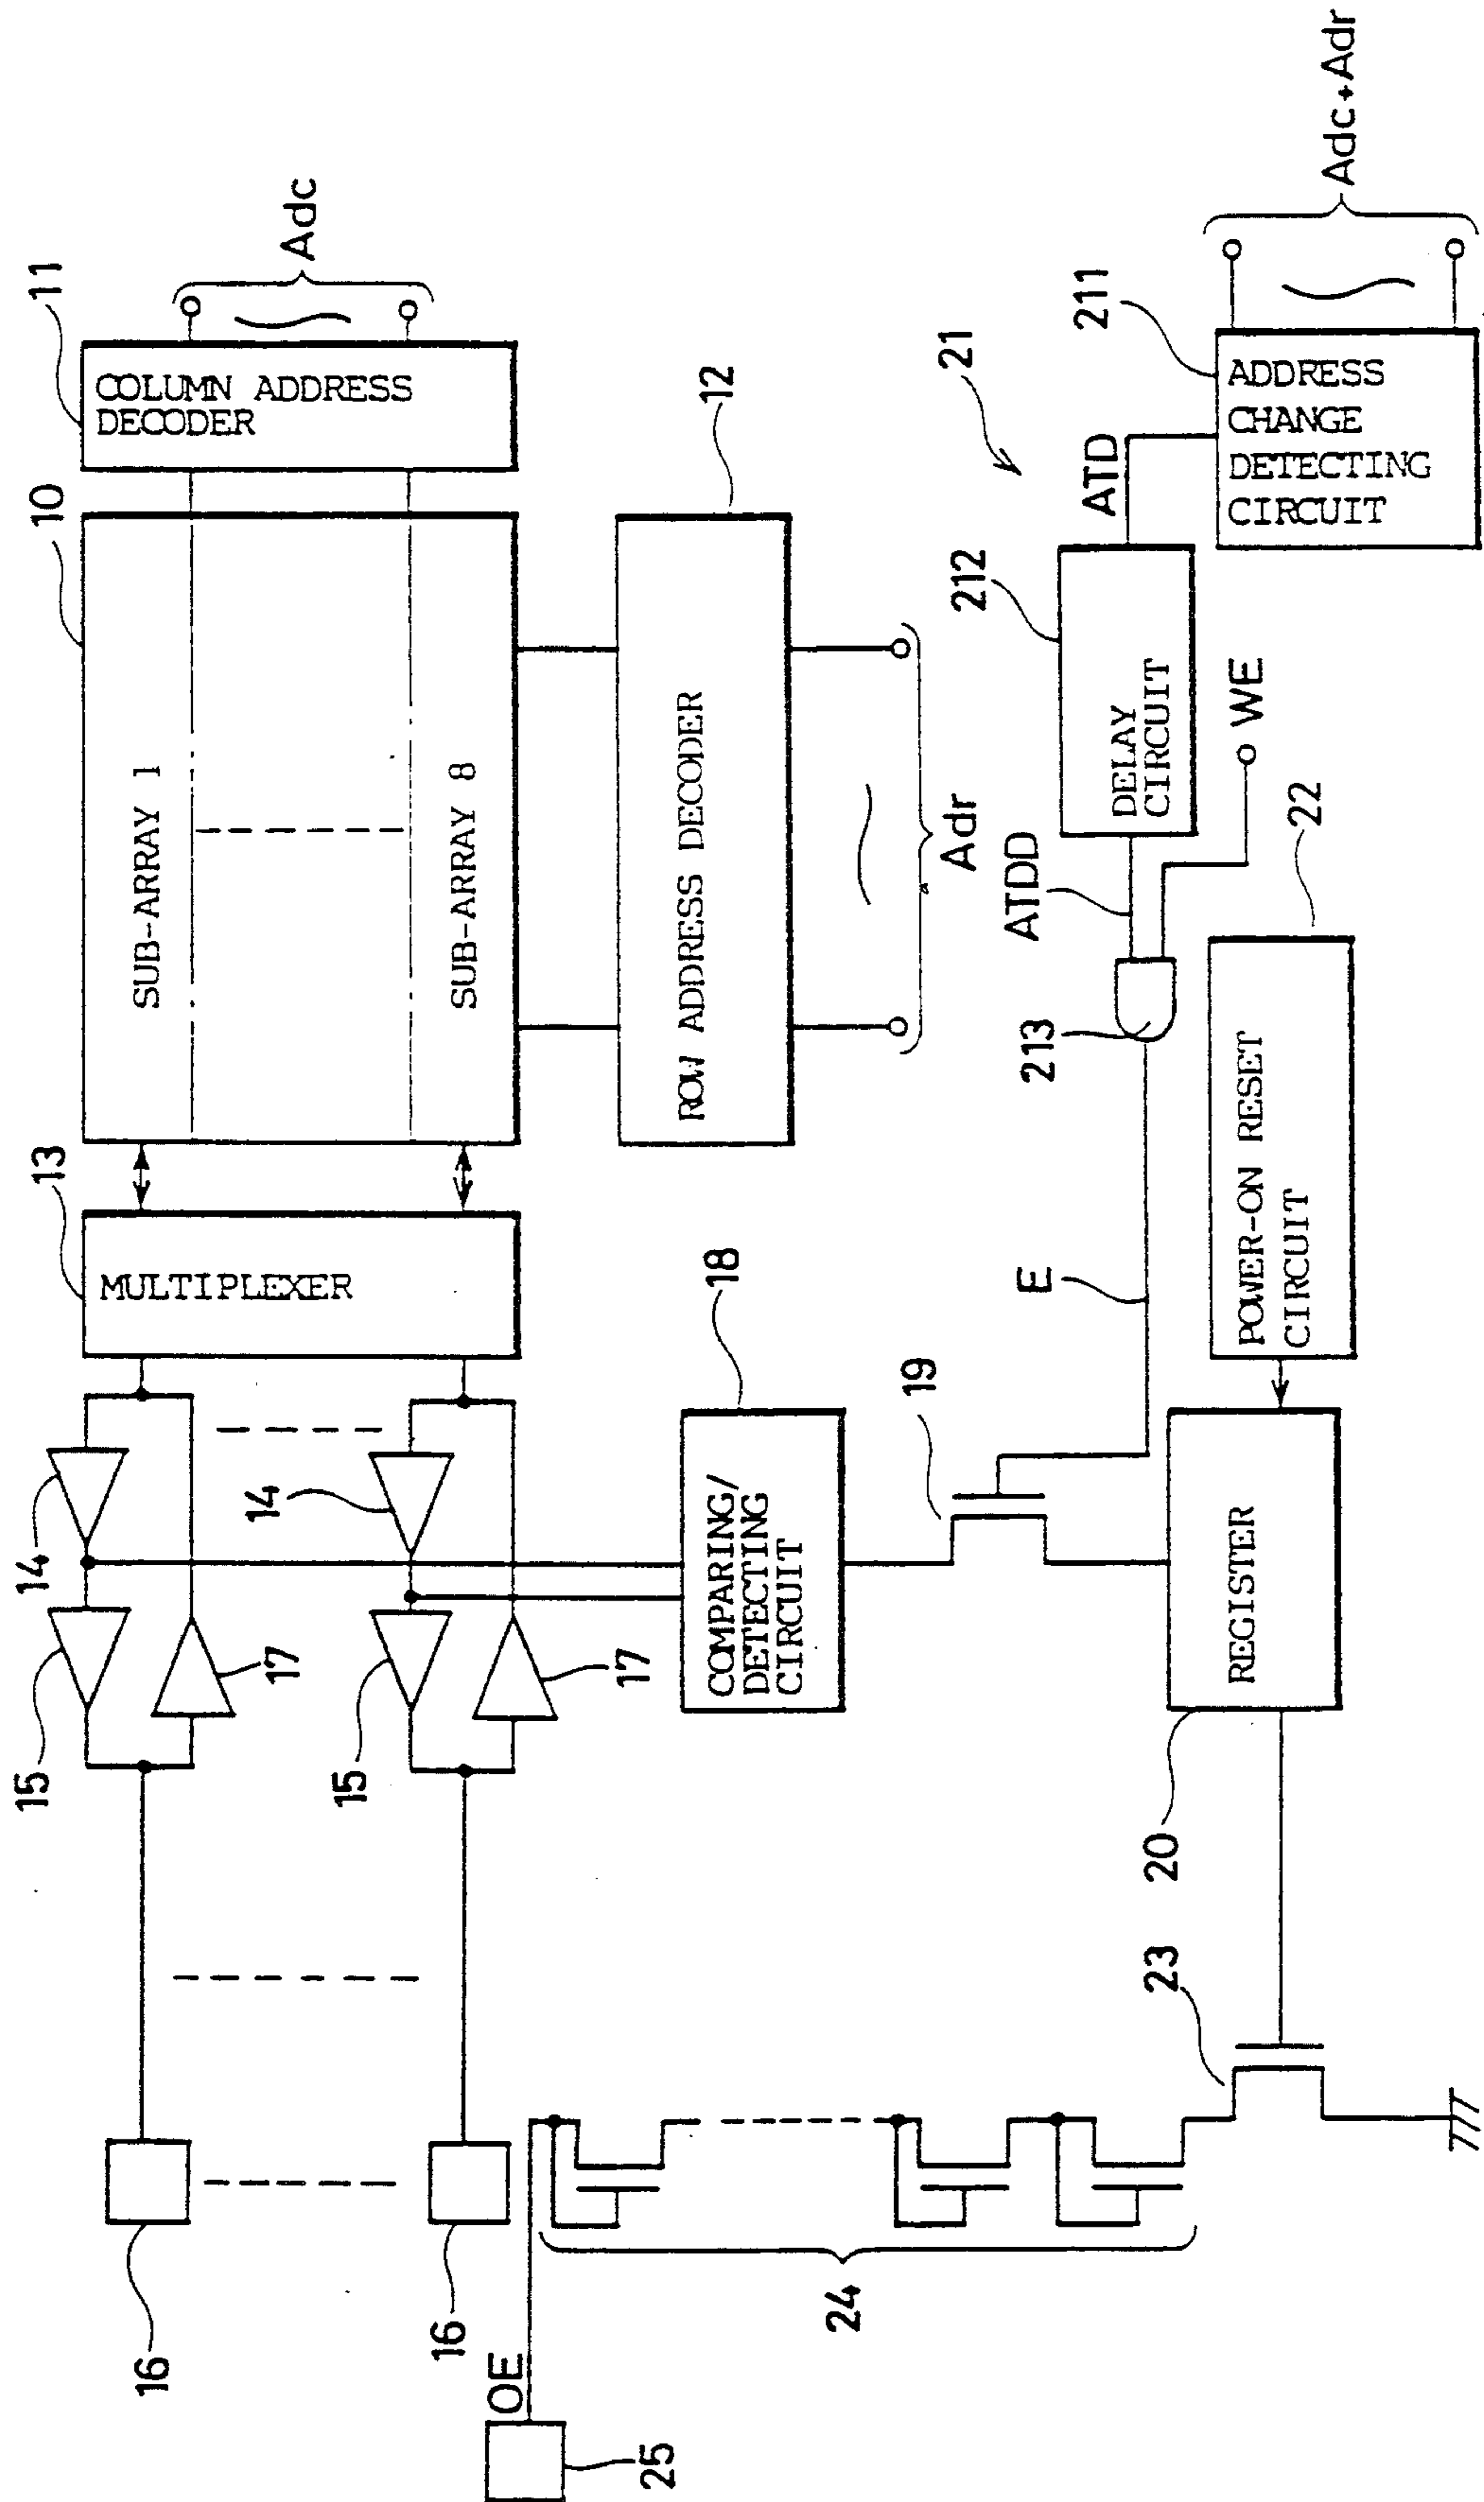 11
COLUMN ADDRESS
DECODER
Adc
10
SUB-ARRAY 1
SUB-ARRAY 8
12
ROW ADDRESS DECODER
Adr
13
MULTIPLEXER
14
14
15
15
17
17
16
16
18
COMPARING/
DETECTING
CIRCUIT
19
E
20
REGISTER
21
211
ADDRESS
CHANGE
DETECTING
CIRCUIT
Adc+Adr
ATD
212
DELAY
CIRCUIT
ATDD
WE
213
22
POWER-ON RESET
CIRCUIT
23
24
OE
25